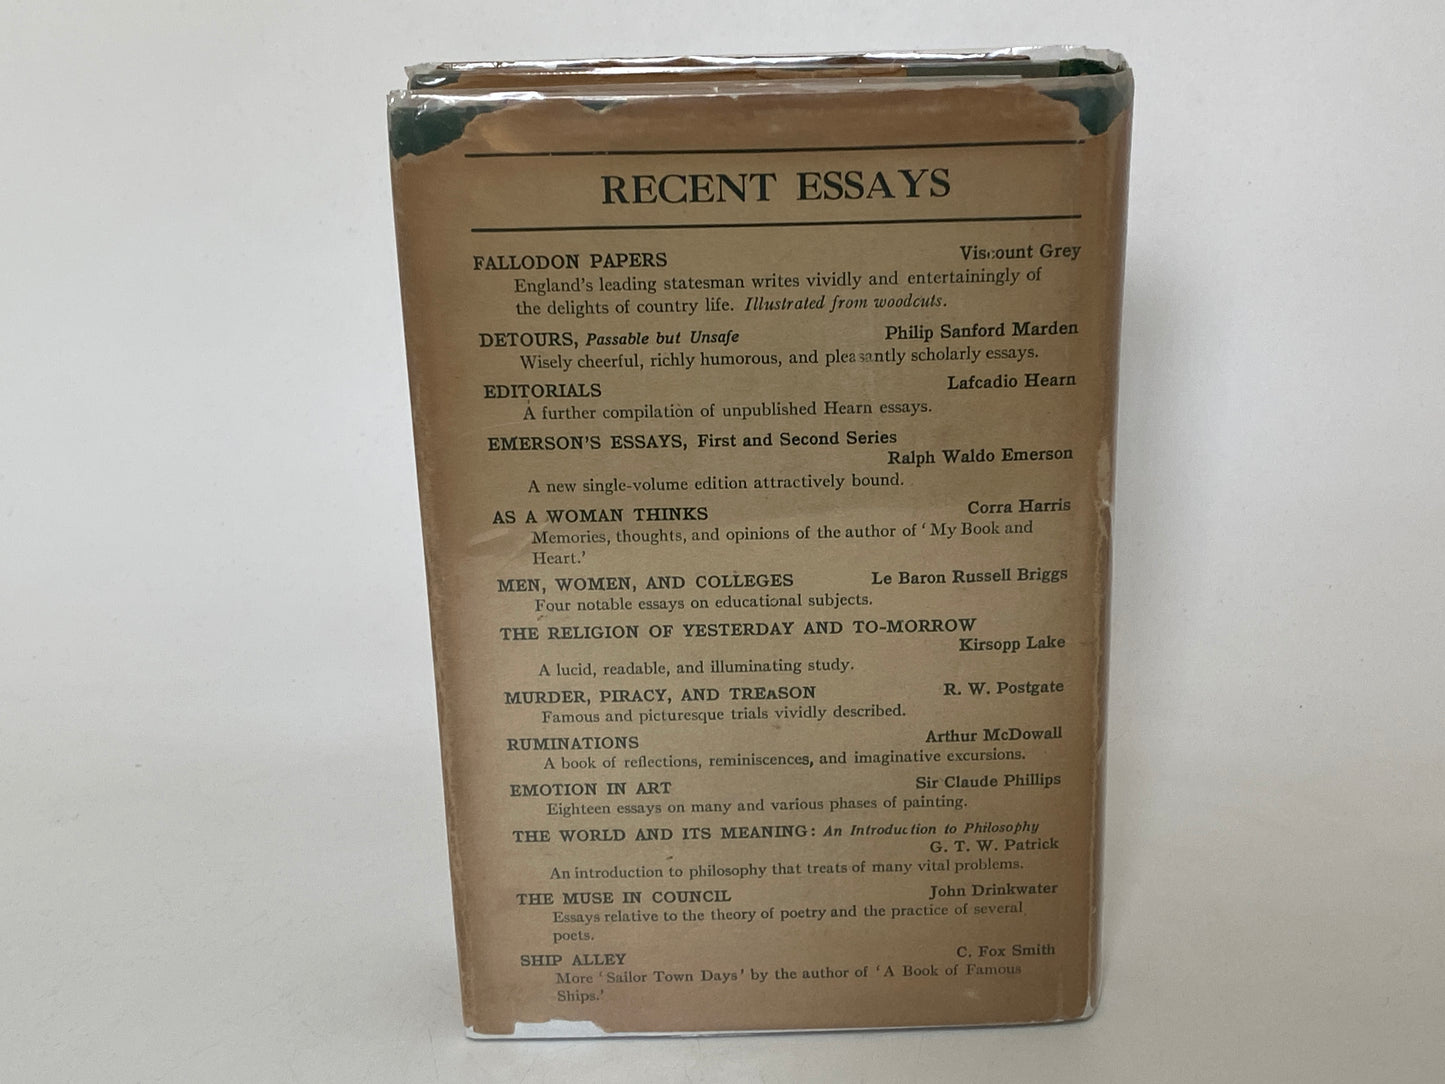 RECENT ESSAYS
FALLODON PAPERS Viscount Grey
England's leading statesman writes vividly and entertainingly of
the delights of country life. Illustrated from woodcuts.
DETOURS, Passable but Unsafe Philip Sanford Marden
Wisely cheerful, richly humorous, and pleasantly scholarly essays.
EDITORIALS Lafcadio Hearn
A further compilation of unpublished Hearn essays.
EMERSON'S ESSAYS, First and Second Series
Ralph Waldo Emerson
A new single-volume edition attractively bound.
AS A WOMAN THINKS Corra Harris
Memories, thoughts, and opinions of the author of 'My Book and
Heart.'
MEN, WOMEN, AND COLLEGES Le Baron Russell Briggs
Four notable essays on educational subjects.
THE RELIGION OF YESTERDAY AND TO-MORROW
Kirsopp Lake
A lucid, readable, and illuminating study.
MURDER, PIRACY, AND TREASON R. W. Postgate
Famous and picturesque trials vividly described.
RUMINATIONS Arthur McDowall
A book of reflections, reminiscences, and imaginative excursions.
EMOTION IN ART Sir Claude Phillips
Eighteen essays on many and various phases of painting.
THE WORLD AND ITS MEANING: An Introduction to Philosophy
G. T. W. Patrick
An introduction to philosophy that treats of many vital problems.
THE MUSE IN COUNCIL John Drinkwater
Essays relative to the theory of poetry and the practice of several
poets.
SHIP ALLEY C. Fox Smith
More 'Sailor Town Days' by the author of 'A Book of Famous
Ships.'